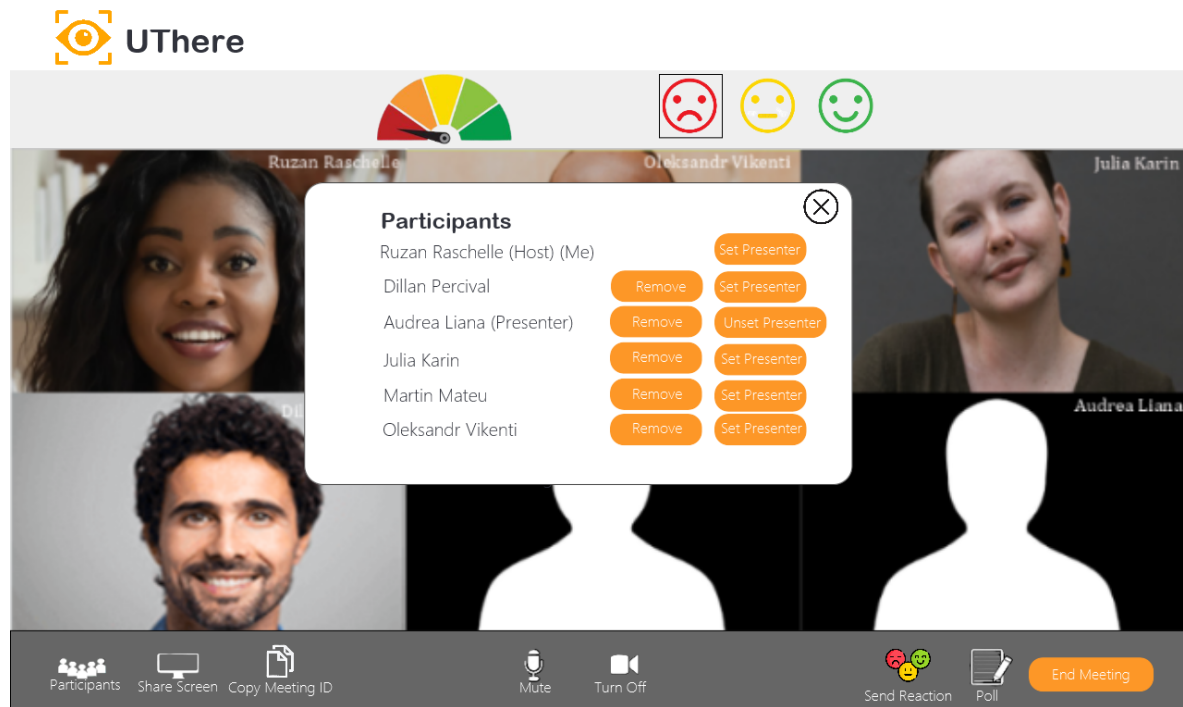 UThere
Ruzan Raschelle
Oleksandr Vikenti
Julia Karin
Participants
Ruzan Raschelle (Host) (Me) Set Presenter
Dillan Percival Remove Set Presenter
Audrea Liana (Presenter) Remove Unset Presenter
Julia Karin Remove Set Presenter
Martin Mateu Remove Set Presenter
Oleksandr Vikenti Remove Set Presenter
Audrea Liana
Participants
Share Screen
Copy Meeting ID
Mute
Turn Off
Send Reaction
Poll
End Meeting